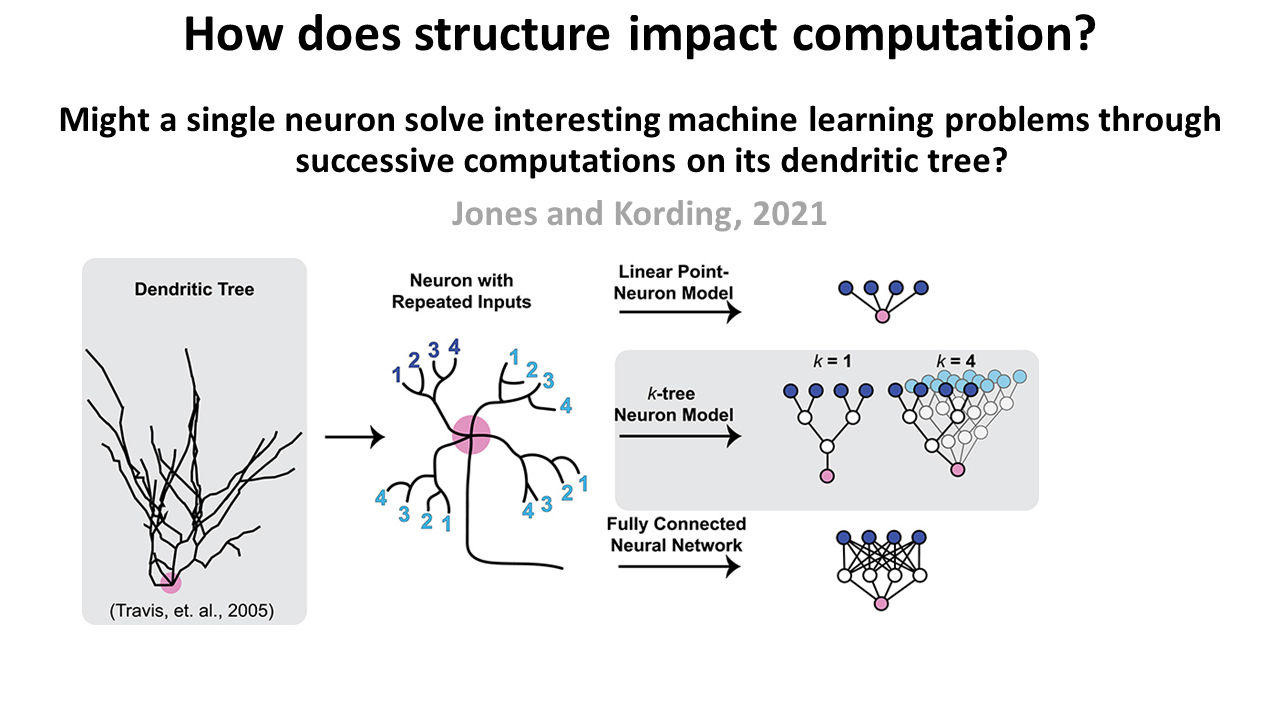 How does structure impact computation?
Might a single neuron solve interesting machine learning problems through
successive computations on its dendritic tree?
Jones and Kording, 2021
Dendritic Tree
(Travis, et. al., 2005)
Neuron with
Repeated Inputs
1 2 3 4
1 2 3 4
4 3 2 1
4 3 2 1
Linear Point-
Neuron Model
k-tree
Neuron Model
k = 1
k = 4
Fully Connected
Neural Network